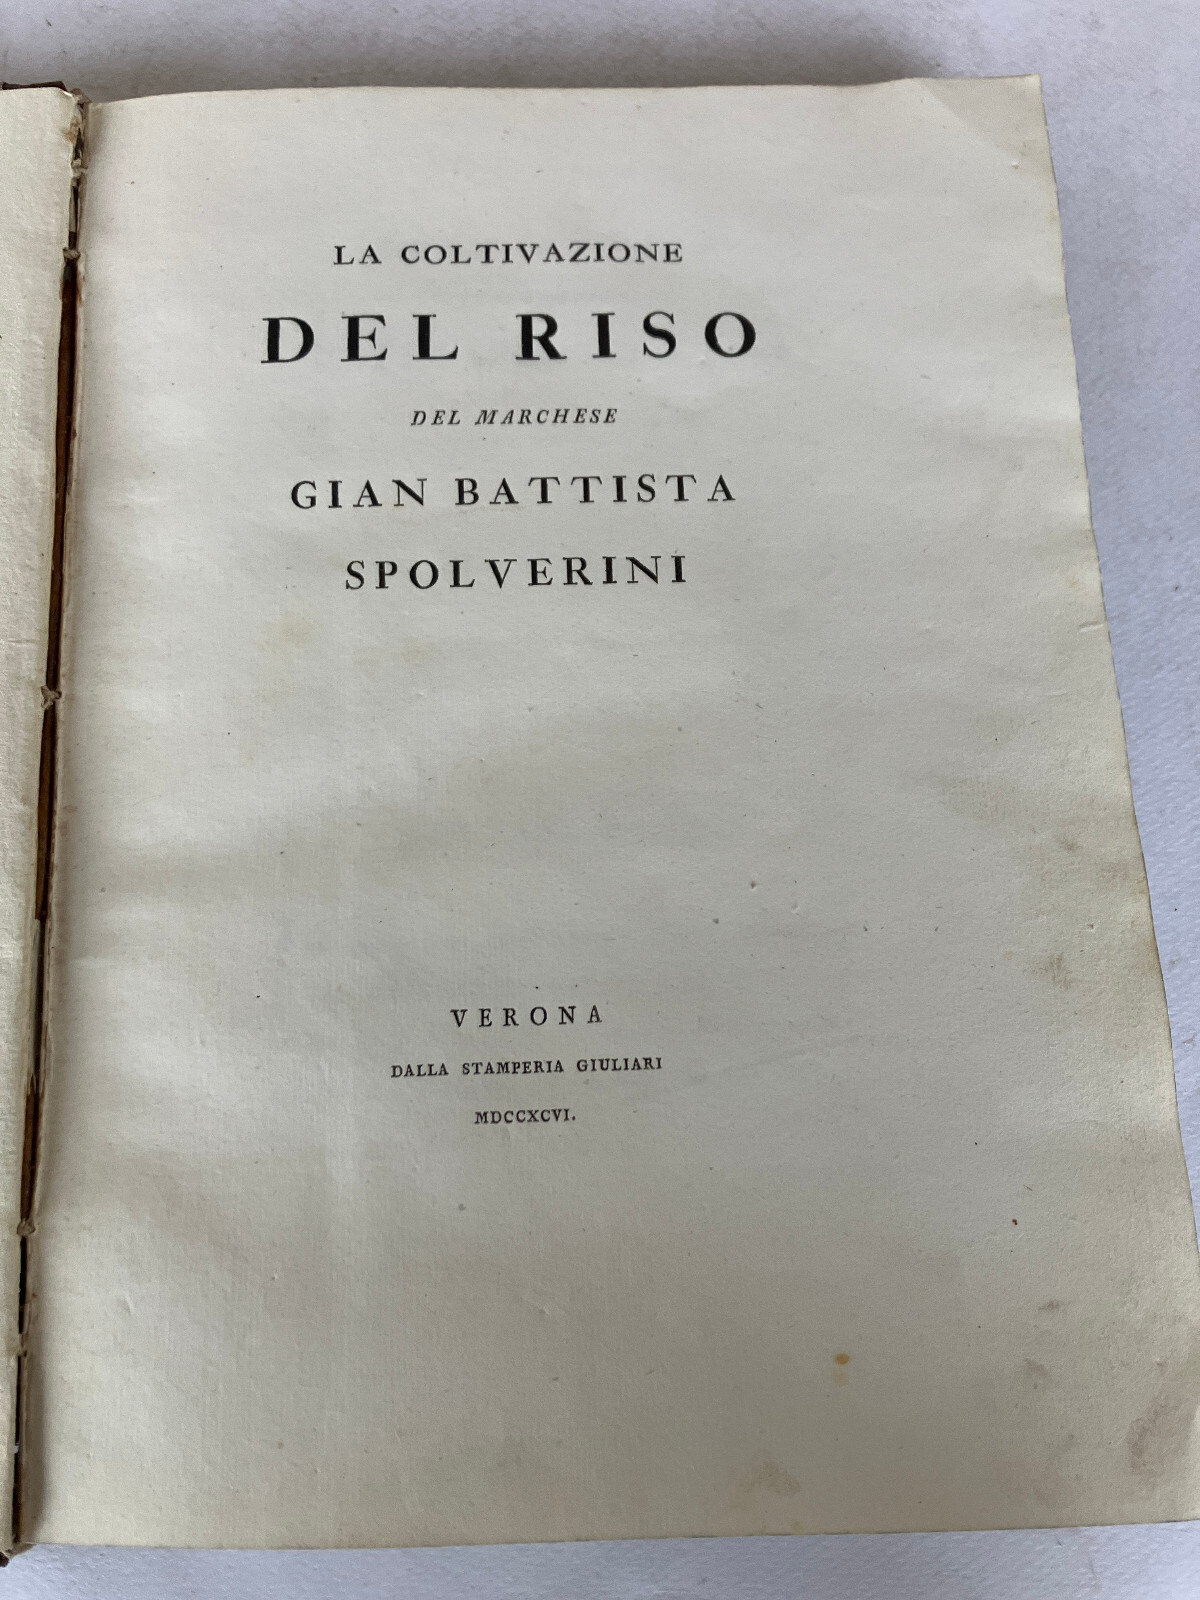 LA COLTIVAZIONE
DEL RISO
DEL MARCHESE
GIAN BATTISTA
SPOLVERINI
VERONA
DALLA STAMPERIA GIULIARI
MDCCXCVI.